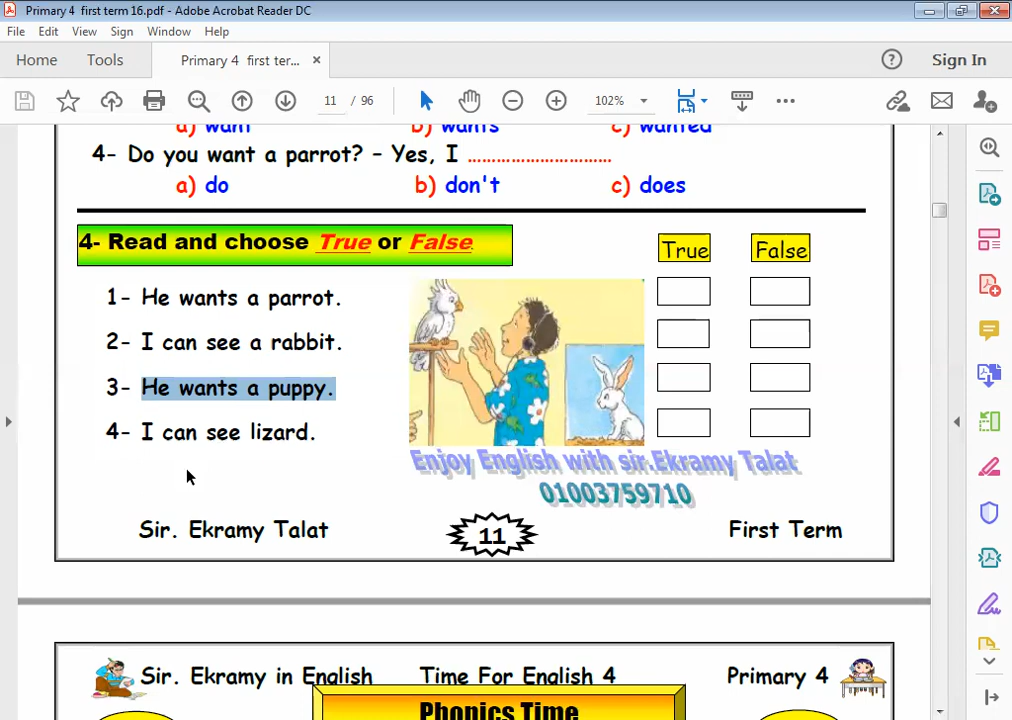 Primary 4 first term 16.pdf - Adobe Acrobat Reader DC
File Edit View Sign Window Help
Home Tools Primary 4 first ter... × Sign In
11 / 96 102%
a) want b) wants c) wanted
4- Do you want a parrot? - Yes, I ..............................
a) do b) don't c) does
4- Read and choose True or False.
True False
1- He wants a parrot.
2- I can see a rabbit.
3- He wants a puppy.
4- I can see lizard.
Enjoy English with sir.Ekramy Talat
01003759710
Sir. Ekramy Talat 11 First Term
Sir. Ekramy in English Time For English 4 Primary 4
Phonics Time